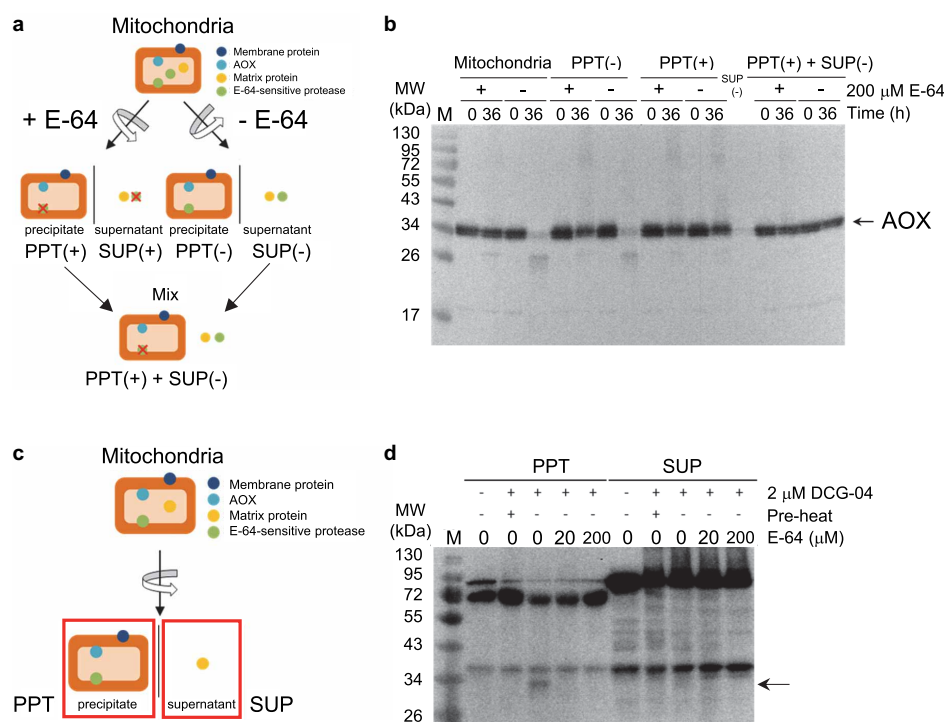 a
Mitochondria
Membrane protein
AOX
Matrix protein
E-64-sensitive protease
+ E-64
- E-64
precipitate
supernatant
precipitate
supernatant
PPT(+)
SUP(+)
PPT(-)
SUP(-)
Mix
PPT(+) + SUP(-)
b
Mitochondria PPT(-) PPT(+) SUP (-) PPT(+) + SUP(-)
+ - + - + - + - 200 μM E-64
MW (kDa)
M 0 36 0 36 0 36 0 36 0 36 0 36 0 36 0 36 Time (h)
130
95
72
55
43
34
26
17
AOX
c
Mitochondria
Membrane protein
AOX
Matrix protein
E-64-sensitive protease
PPT
precipitate
supernatant
SUP
d
PPT SUP
- + + + + - + + + + 2 μM DCG-04
- + - - - - + - - - Pre-heat
MW (kDa)
M 0 0 0 20 200 0 0 0 20 200 E-64 (μM)
130
95
72
55
43
34
26